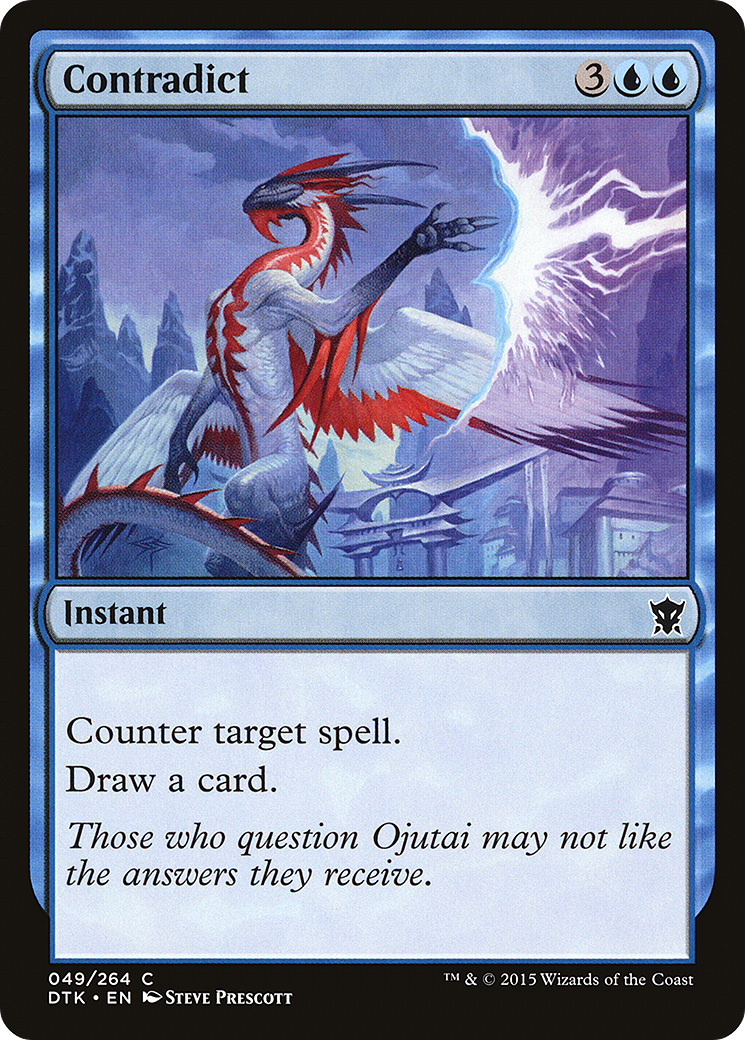 Contradict 3
Instant
Counter target spell.
Draw a card.
Those who question Ojutai may not like
the answers they receive.
049/264 C
DTK • EN Steve Prescott
™ & © 2015 Wizards of the Coast